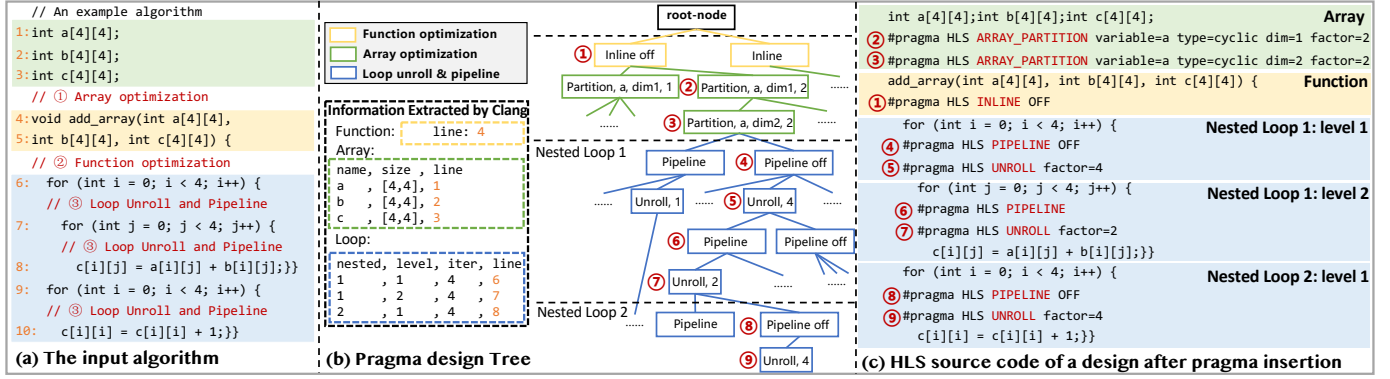 // An example algorithm
1:int a[4][4];
2:int b[4][4];
3:int c[4][4];
// ① Array optimization
4:void add_array(int a[4][4],
5:int b[4][4], int c[4][4]) {
// ② Function optimization
6: for (int i = 0; i < 4; i++) {
// ③ Loop Unroll and Pipeline
7: for (int j = 0; j < 4; j++) {
// ③ Loop Unroll and Pipeline
8: c[i][j] = a[i][j] + b[i][j];}}
9: for (int i = 0; i < 4; i++) {
// ③ Loop Unroll and Pipeline
10: c[i][i] = c[i][i] + 1;}}
(a) The input algorithm
Function optimization
Array optimization
Loop unroll & pipeline
Information Extracted by Clang
Function: line: 4
Array:
name, size , line
a , [4,4], 1
b , [4,4], 2
c , [4,4], 3
Loop:
nested, level, iter, line
1 , 1 , 4 , 6
1 , 2 , 4 , 7
2 , 1 , 4 , 8
(b) Pragma design Tree
root-node
① Inline off
Inline
Partition, a, dim1, 1
② Partition, a, dim1, 2
......
......
③ Partition, a, dim2, 2
......
Nested Loop 1
Pipeline
④ Pipeline off
......
Unroll, 1
......
⑤ Unroll, 4
......
⑥ Pipeline
Pipeline off
⑦ Unroll, 2
......
......
Nested Loop 2
......
Pipeline
⑧ Pipeline off
⑨ Unroll, 4
int a[4][4];int b[4][4];int c[4][4];
Array
② #pragma HLS ARRAY_PARTITION variable=a type=cyclic dim=1 factor=2
③ #pragma HLS ARRAY_PARTITION variable=a type=cyclic dim=2 factor=2
add_array(int a[4][4], int b[4][4], int c[4][4]) {
Function
① #pragma HLS INLINE OFF
for (int i = 0; i < 4; i++) {
Nested Loop 1: level 1
④ #pragma HLS PIPELINE OFF
⑤ #pragma HLS UNROLL factor=4
for (int j = 0; j < 4; j++) {
Nested Loop 1: level 2
⑥ #pragma HLS PIPELINE
⑦ #pragma HLS UNROLL factor=2
c[i][j] = a[i][j] + b[i][j];}}
for (int i = 0; i < 4; i++) {
Nested Loop 2: level 1
⑧ #pragma HLS PIPELINE OFF
⑨ #pragma HLS UNROLL factor=4
c[i][i] = c[i][i] + 1;}}
(c) HLS source code of a design after pragma insertion